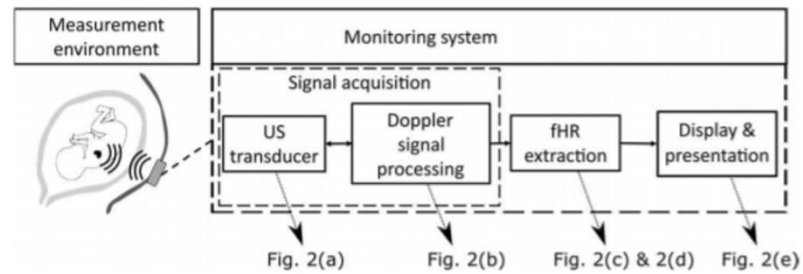 Measurement
environment
Monitoring system
Signal acquisition
US
transducer
Doppler
signal
processing
fHR
extraction
Display &
presentation
Fig. 2(a)
Fig. 2(b)
Fig. 2(c) & 2(d)
Fig. 2(e)